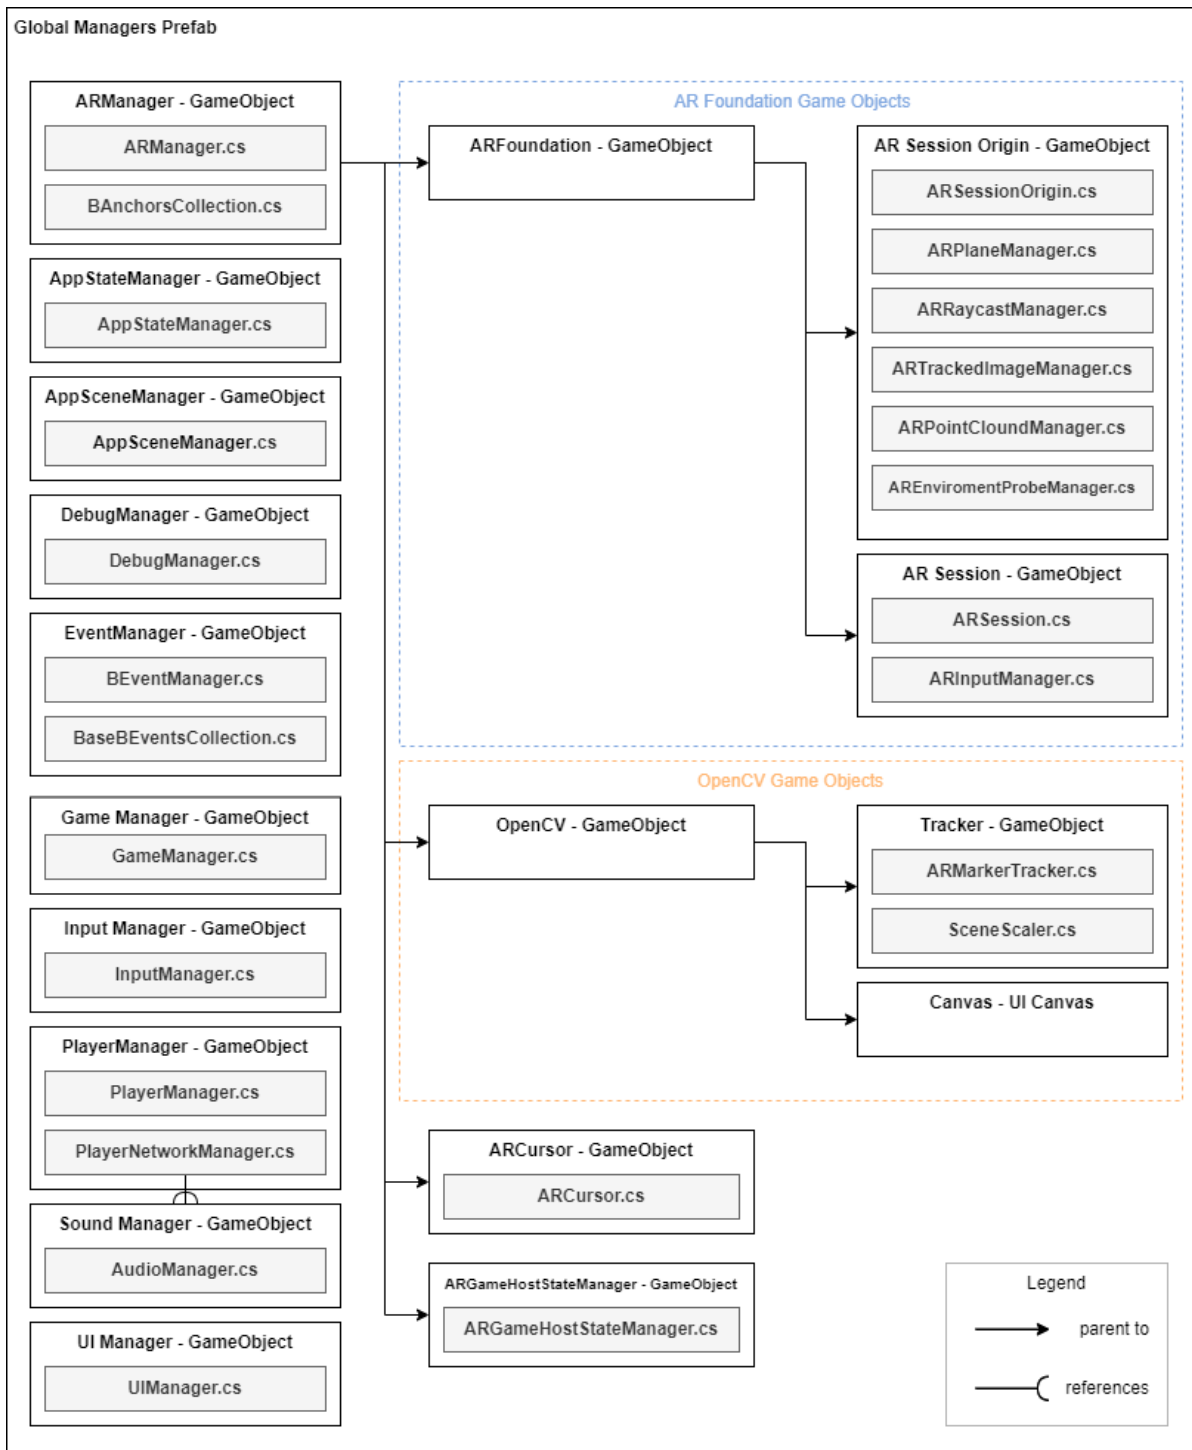 Global Managers Prefab
ARManager - GameObject
ARManager.cs
BAnchorsCollection.cs
AppStateManager - GameObject
AppStateManager.cs
AppSceneManager - GameObject
AppSceneManager.cs
DebugManager - GameObject
DebugManager.cs
EventManager - GameObject
BEventManager.cs
BaseBEventsCollection.cs
Game Manager - GameObject
GameManager.cs
Input Manager - GameObject
InputManager.cs
PlayerManager - GameObject
PlayerManager.cs
PlayerNetworkManager.cs
Sound Manager - GameObject
AudioManager.cs
UI Manager - GameObject
UIManager.cs
AR Foundation Game Objects
ARFoundation - GameObject
AR Session Origin - GameObject
ARSessionOrigin.cs
ARPlaneManager.cs
ARRaycastManager.cs
ARTrackedImageManager.cs
ARPointCloundManager.cs
AREnviromentProbeManager.cs
AR Session - GameObject
ARSession.cs
ARInputManager.cs
OpenCV Game Objects
OpenCV - GameObject
Tracker - GameObject
ARMarkerTracker.cs
SceneScaler.cs
Canvas - UI Canvas
ARCursor - GameObject
ARCursor.cs
ARGameHostStateManager - GameObject
ARGameHostStateManager.cs
Legend
parent to
references